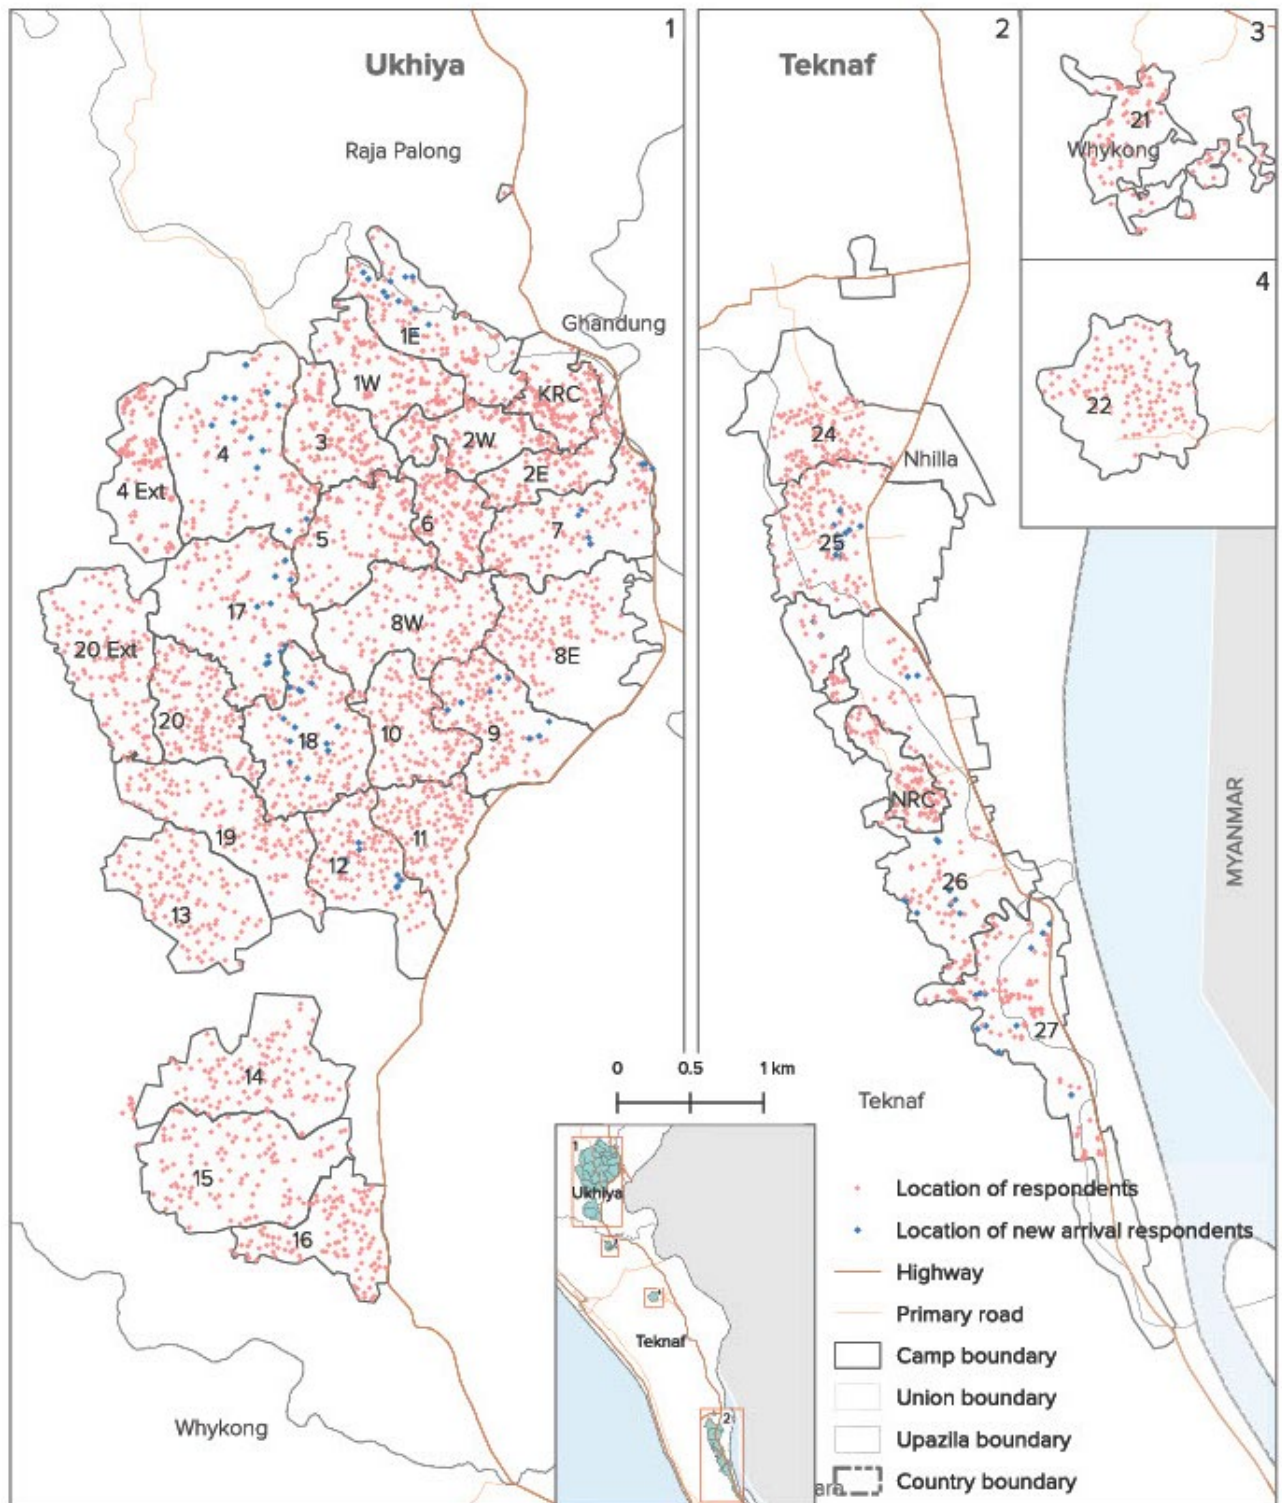 1
Ukhiya
Raja Palong
Ghandung
1E
1W
KRC
3
2W
4
2E
4 Ext
6
7
5
17
8W
20 Ext
8E
20
18
10
9
19
12
11
13
14
15
16
Whykong
2
Teknaf
24
Nhilla
25
NRC
26
27
Teknaf
3
21
Whykong
4
22
MYANMAR
0 0.5 1 km
1
Ukhiya
Teknaf
2
Location of respondents
Location of new arrival respondents
Highway
Primary road
Camp boundary
Union boundary
Upazila boundary
Country boundary